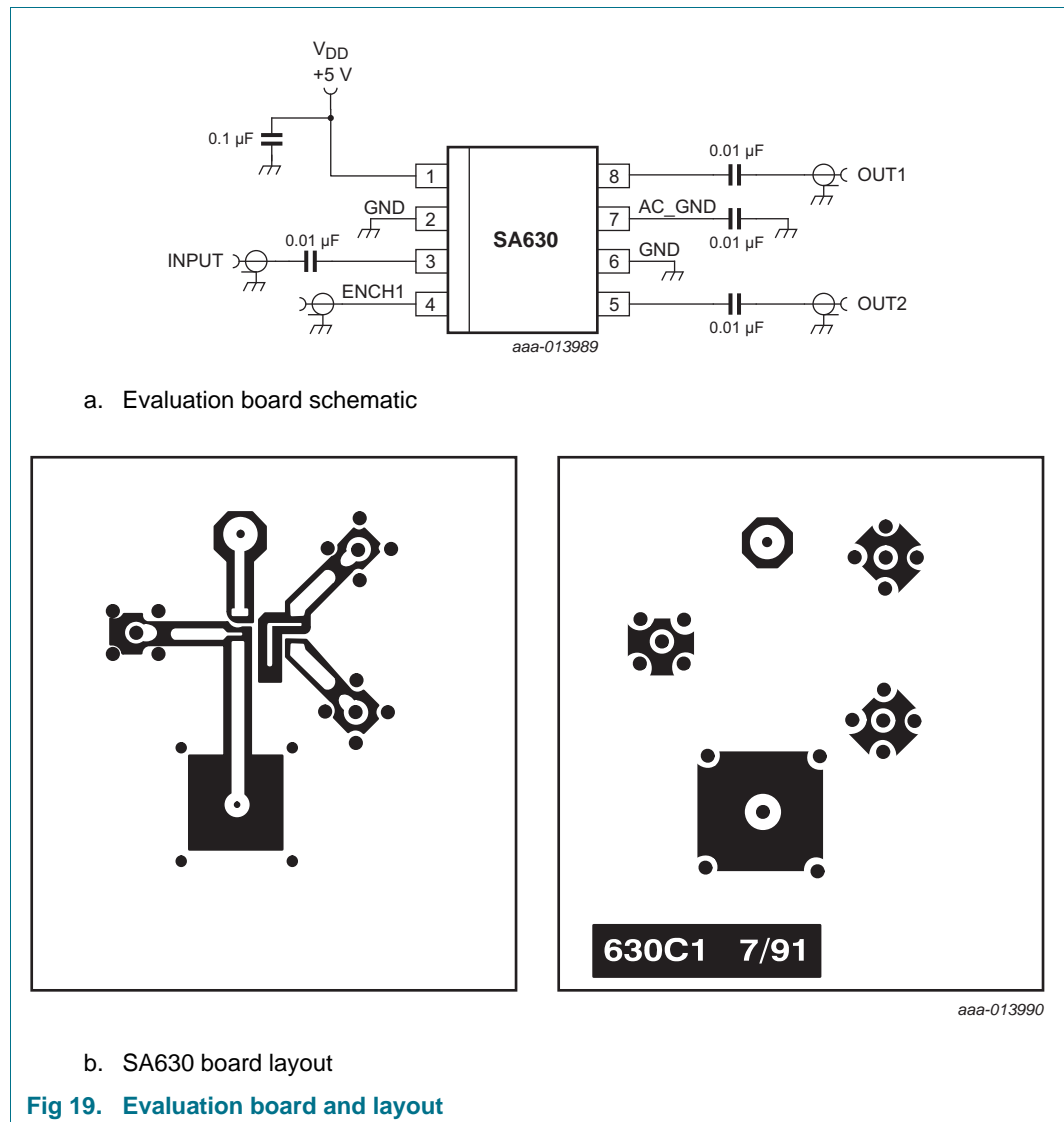 VDD
+5 V
0.1 µF
1
8
0.01 µF
OUT1
GND
2
7
AC_GND
0.01 µF
SA630
INPUT
0.01 µF
3
6
GND
ENCH1
4
5
0.01 µF
OUT2
aaa-013989
a. Evaluation board schematic
630C1 7/91
aaa-013990
b. SA630 board layout
Fig 19. Evaluation board and layout